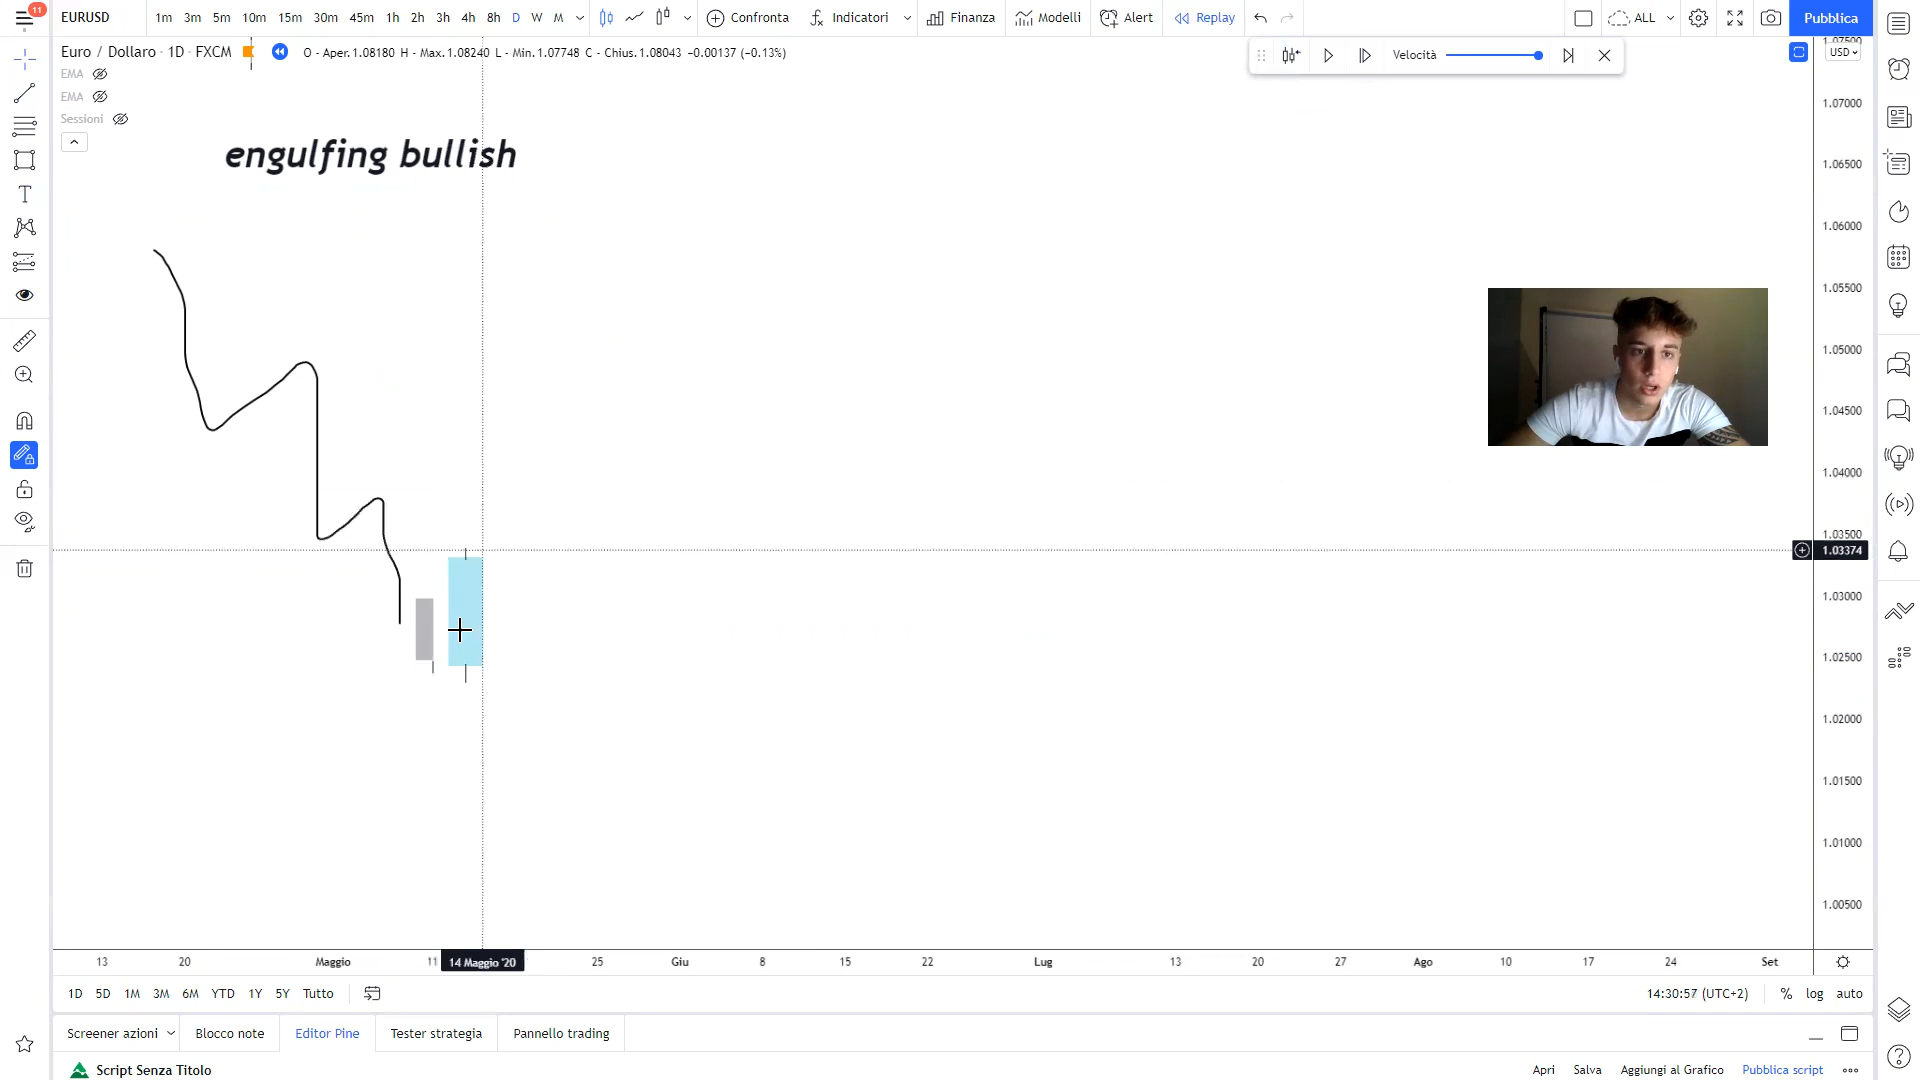 11
EURUSD
1m 3m 5m 10m 15m 30m 45m 1h 2h 3h 4h 8h D W M
Confronta
Indicatori
Finanza
Modelli
Alert
Replay
ALL
Pubblica
Euro / Dollaro · 1D · FXCM
O - Aper.1.08180 H - Max.1.08240 L - Min.1.07748 C - Chius.1.08043 −0.00137 (−0.13%)
Velocità
1.07500
USD
EMA
EMA
Sessioni
engulfing bullish
1.07000
1.06500
1.06000
1.05500
1.05000
1.04500
1.04000
1.03500
1.03374
1.03000
1.02500
1.02000
1.01500
1.01000
1.00500
13 20 Maggio 11 14 Maggio '20 25 Giu 8 15 22 Lug 13 20 27 Ago 10 17 24 Set
1D 5D 1M 3M 6M YTD 1Y 5Y Tutto
14:30:57 (UTC+2)
% log auto
Screener azioni
Blocco note
Editor Pine
Tester strategia
Pannello trading
Script Senza Titolo
Apri
Salva
Aggiungi al Grafico
Pubblica script